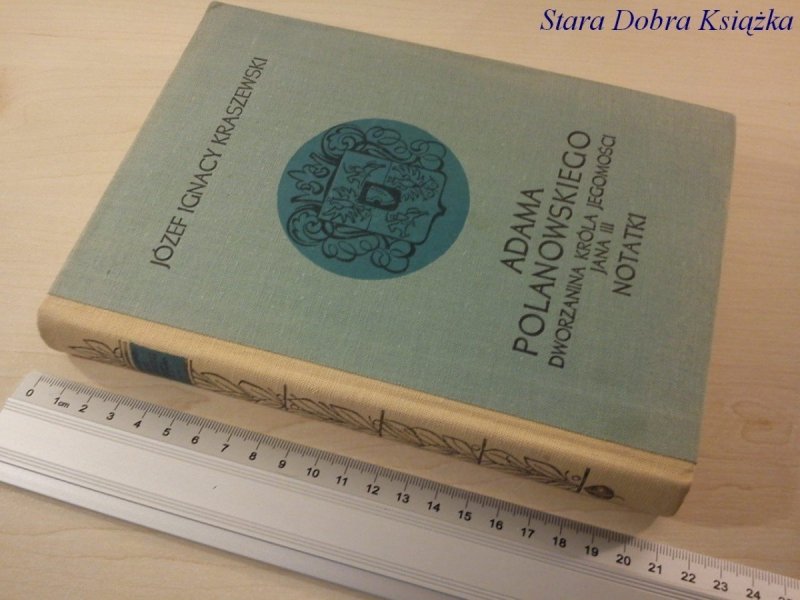 Stara Dobra Książka
JÓZEF IGNACY KRASZEWSKI
ADAMA
POLANOWSKIEGO
DWORZANINA KRÓLA JEGOMOŚCI
JANA III
NOTATKI
0 1cm 2 3 4 5 6 7 8 9 10 11 12 13 14 15 16 17 18 19 20 21 22 23 24